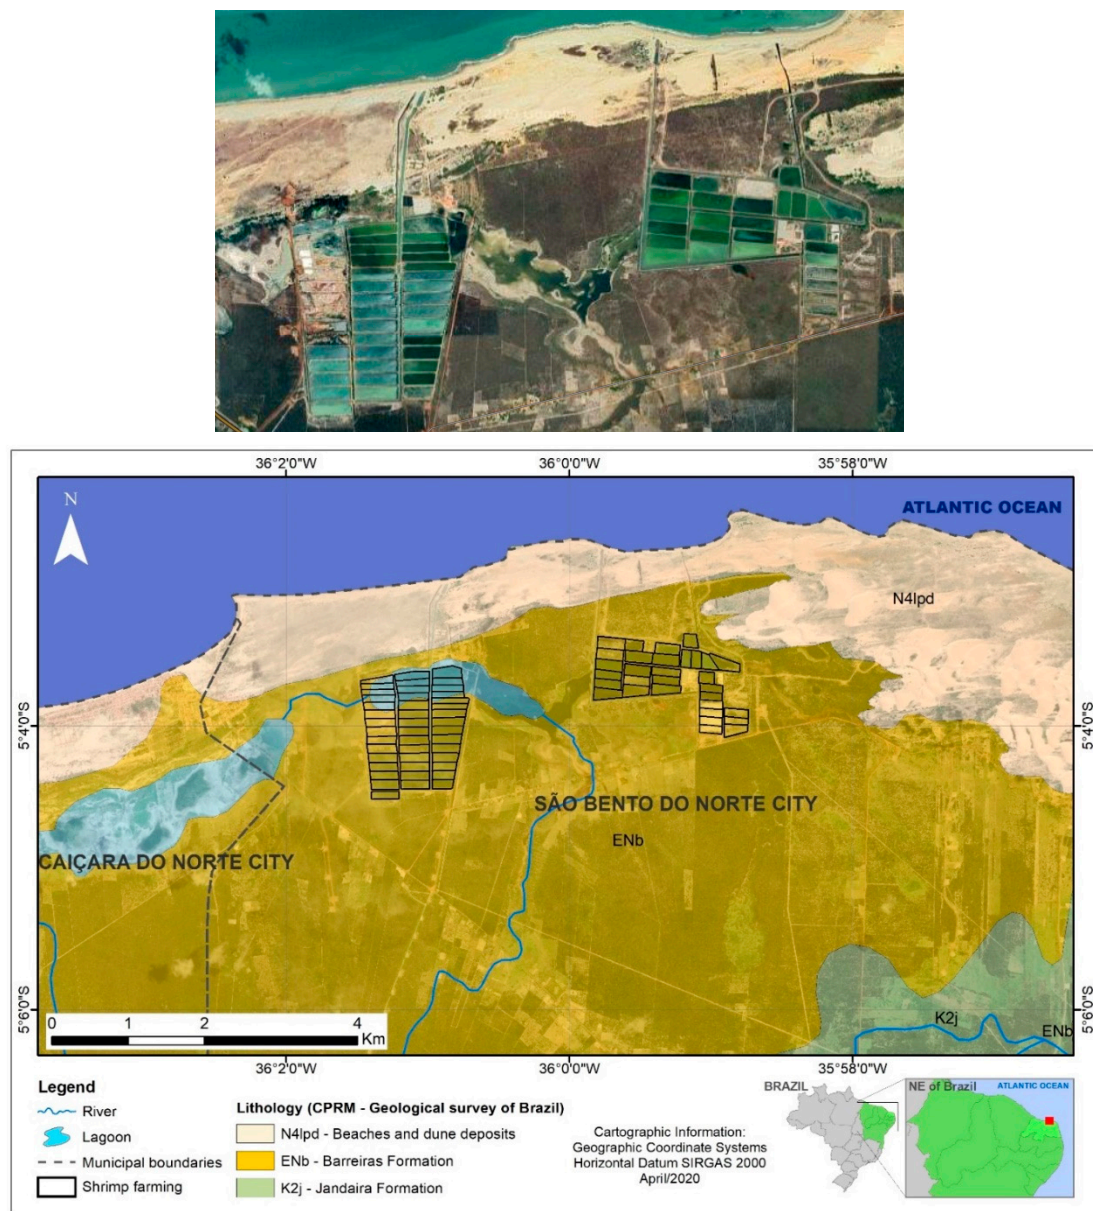 36°2'0"W 36°0'0"W 35°58'0"W
N
ATLANTIC OCEAN
N4lpd
5°4'0"S 5°4'0"S
SÃO BENTO DO NORTE CITY
ENb
CAIÇARA DO NORTE CITY
5°6'0"S 5°6'0"S
K2j
ENb
0 1 2 4
Km
36°2'0"W 36°0'0"W 35°58'0"W
Legend
River
Lagoon
Municipal boundaries
Shrimp farming
Lithology (CPRM - Geological survey of Brazil)
N4lpd - Beaches and dune deposits
ENb - Barreiras Formation
K2j - Jandaira Formation
Cartographic Information:
Geographic Coordinate Systems
Horizontal Datum SIRGAS 2000
April/2020
BRAZIL
NE of Brazil
ATLANTIC OCEAN